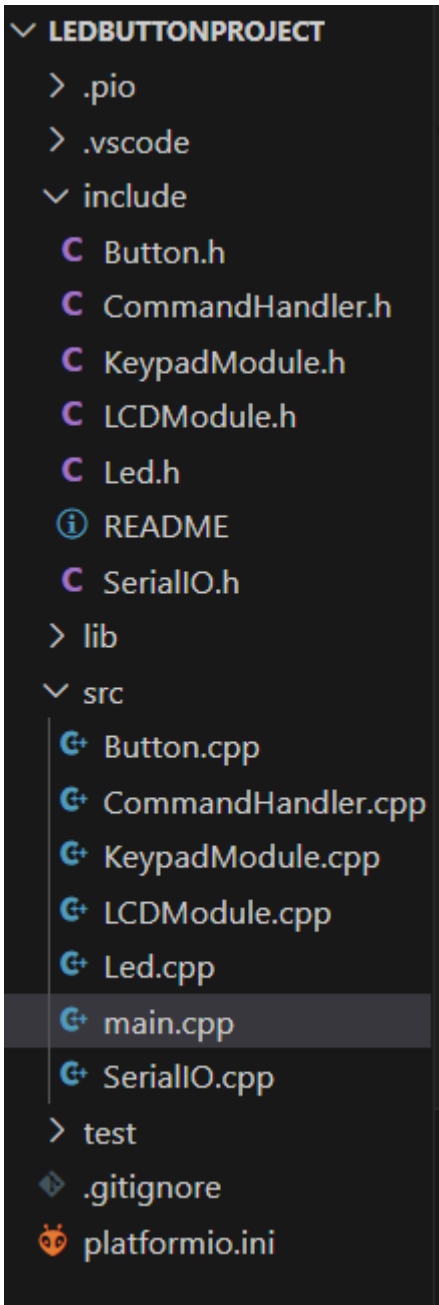 LEDBUTTONPROJECT
.pio
.vscode
include
C Button.h
C CommandHandler.h
C KeypadModule.h
C LCDModule.h
C Led.h
README
C SerialIO.h
lib
src
C+ Button.cpp
C+ CommandHandler.cpp
C+ KeypadModule.cpp
C+ LCDModule.cpp
C+ Led.cpp
C+ main.cpp
C+ SerialIO.cpp
test
.gitignore
platformio.ini